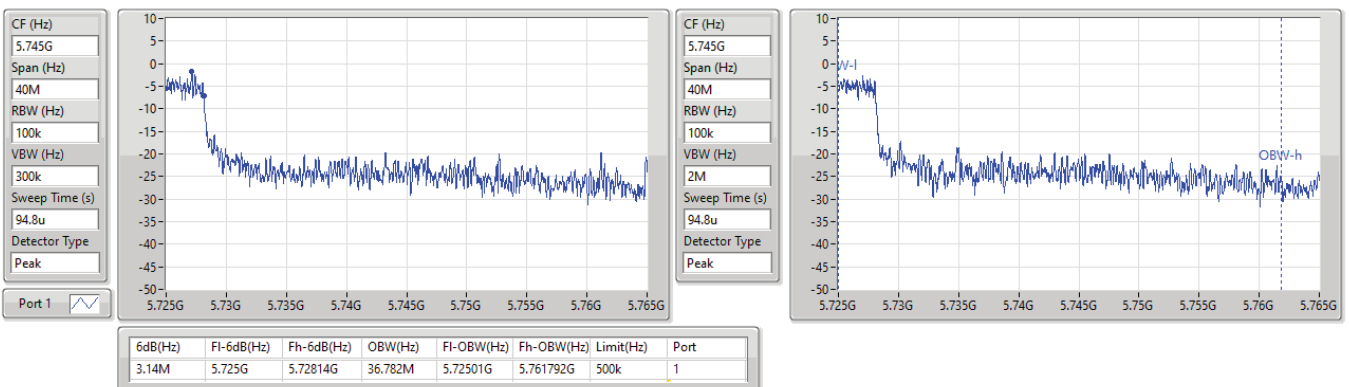 CF (Hz)
5.745G
Span (Hz)
40M
RBW (Hz)
100k
VBW (Hz)
300k
Sweep Time (s)
94.8u
Detector Type
Peak
Port 1
10
5
0
-5
-10
-15
-20
-25
-30
-35
-40
-45
-50
5.725G 5.73G 5.735G 5.74G 5.745G 5.75G 5.755G 5.76G 5.765G
CF (Hz)
5.745G
Span (Hz)
40M
RBW (Hz)
100k
VBW (Hz)
2M
Sweep Time (s)
94.8u
Detector Type
Peak
10
5
0
-5
-10
-15
-20
-25
-30
-35
-40
-45
-50
W-l
OBW-h
5.725G 5.73G 5.735G 5.74G 5.745G 5.75G 5.755G 5.76G 5.765G
6dB(Hz) Fl-6dB(Hz) Fh-6dB(Hz) OBW(Hz) Fl-OBW(Hz) Fh-OBW(Hz) Limit(Hz) Port
3.14M 5.725G 5.72814G 36.782M 5.72501G 5.761792G 500k 1